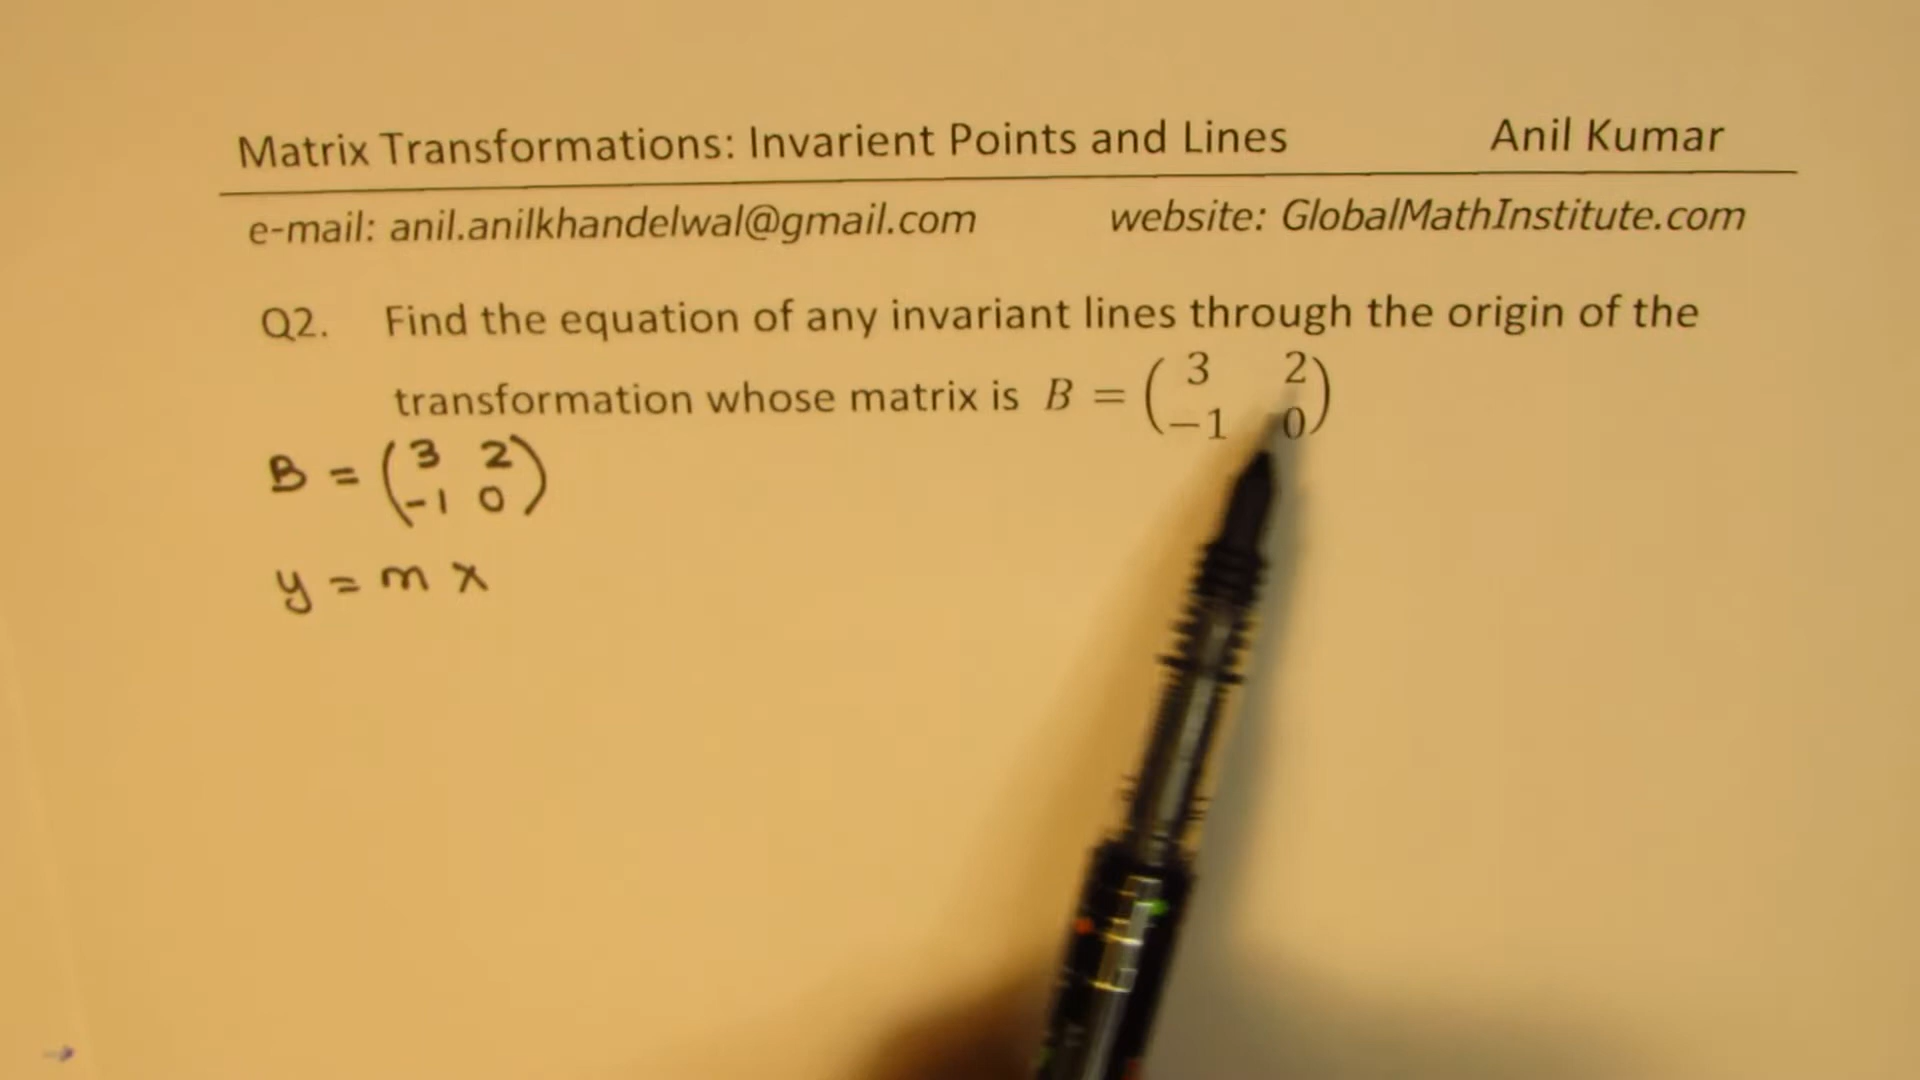 Matrix Transformations: Invarient Points and Lines Anil Kumar
e-mail: anil.anilkhandelwal@gmail.com website: GlobalMathInstitute.com
Q2. Find the equation of any invariant lines through the origin of the
transformation whose matrix is B = (3 2
-1 0)
B = (3 2
-1 0)
y = m x